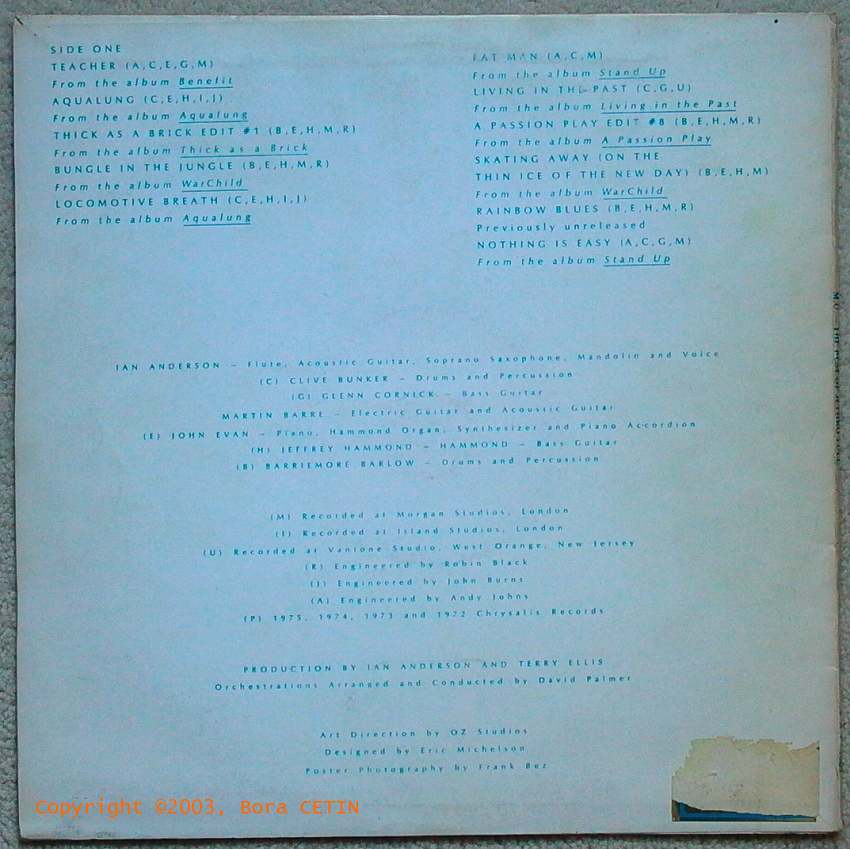 SIDE ONE
TEACHER (A,C,E,G,M)
From the album Benefit
AQUALUNG (C,E,H,I,J)
From the album Aqualung
THICK AS A BRICK EDIT #1 (B,E,H,M,R)
From the album Thick as a Brick
BUNGLE IN THE JUNGLE (B,E,H,M,R)
From the album WarChild
LOCOMOTIVE BREATH (C,E,H,I,J)
From the album Aqualung
FAT MAN (A,C,M)
From the album Stand Up
LIVING IN THE PAST (C,G,U)
From the album Living in the Past
A PASSION PLAY EDIT #8 (B,E,H,M,R)
From the album A Passion Play
SKATING AWAY (ON THE
THIN ICE OF THE NEW DAY) (B,E,H,M)
From the album WarChild
RAINBOW BLUES (B,E,H,M,R)
Previously unreleased
NOTHING IS EASY (A,C,G,M)
From the album Stand Up
IAN ANDERSON – Flute, Acoustic Guitar, Soprano Saxophone, Mandolin and Voice
(C) CLIVE BUNKER – Drums and Percussion
(G) GLENN CORNICK – Bass Guitar
MARTIN BARRE – Electric Guitar and Acoustic Guitar
(E) JOHN EVAN – Piano, Hammond Organ, Synthesizer and Piano Accordion
(H) JEFFREY HAMMOND – HAMMOND – Bass Guitar
(B) BARRIEMORE BARLOW – Drums and Percussion
(M) Recorded at Morgan Studios, London
(I) Recorded at Island Studios, London
(U) Recorded at Vantone Studio, West Orange, New Jersey
(R) Engineered by Robin Black
(J) Engineered by John Burns
(A) Engineered by Andy Johns
(P) 1975, 1974, 1973 and 1972 Chrysalis Records
PRODUCTION BY IAN ANDERSON AND TERRY ELLIS
Orchestrations Arranged and Conducted by David Palmer
Art Direction by OZ Studios
Designed by Eric Michelson
Poster Photography by Frank Bez
Copyright ©2003, Bora CETIN